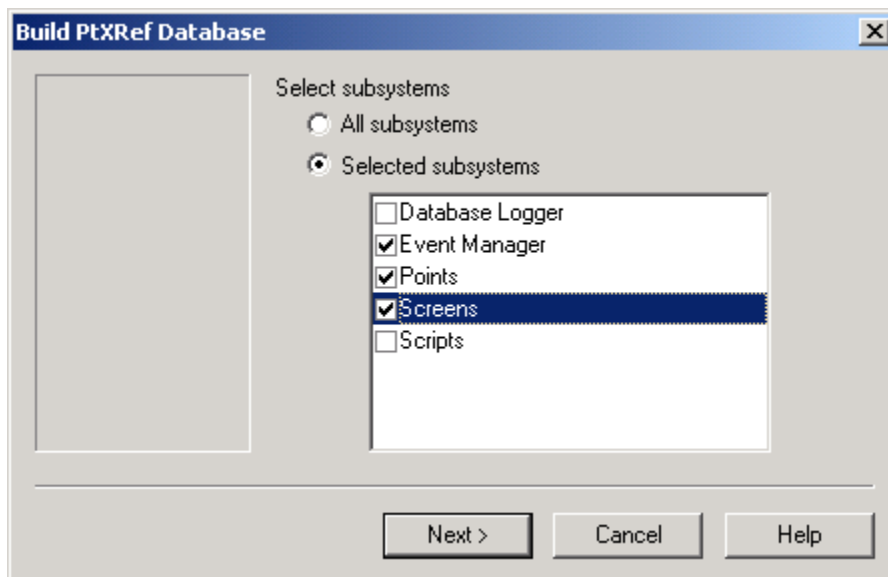 Build PtXRef Database
Select subsystems
All subsystems
Selected subsystems
Database Logger
Event Manager
Points
Screens
Scripts
Next >
Cancel
Help